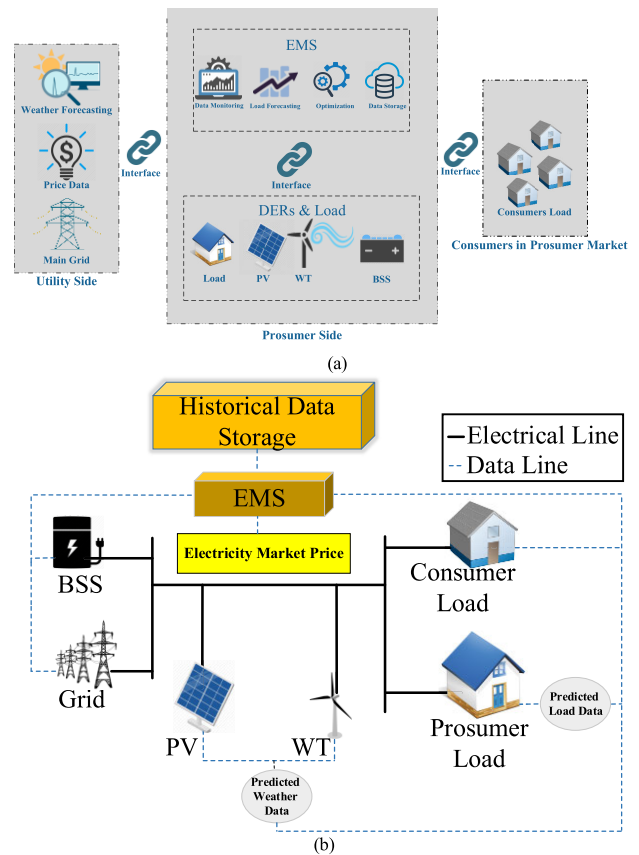 EMS
Data Monitoring
Load Forecasting
Optimization
Data Storage
Weather Forecasting
Price Data
Main Grid
Utility Side
Interface
Interface
Interface
DERs & Load
Load
PV
WT
BSS
Prosumer Side
Consumers Load
Consumers in Prosumer Market
(a)
Historical Data
Storage
EMS
Electricity Market Price
Electrical Line
Data Line
BSS
Grid
PV
WT
Consumer
Load
Prosumer
Load
Predicted
Load Data
Predicted
Weather
Data
(b)